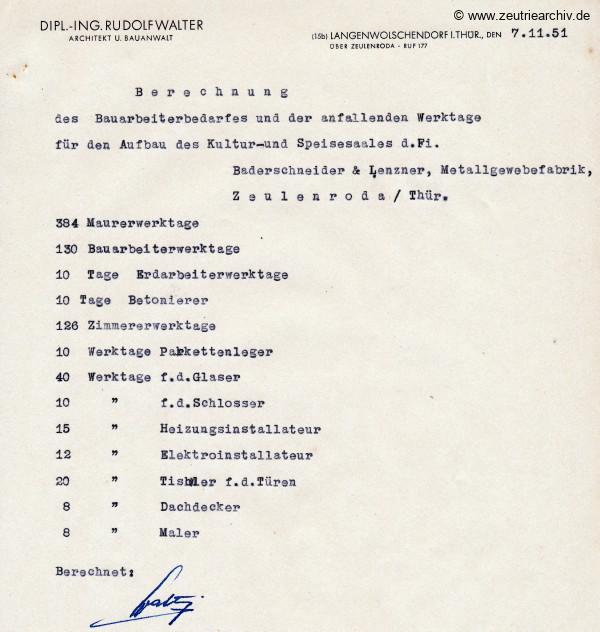 © www.zeutriearchiv.de
DIPL.-ING. RUDOLF WALTER
ARCHITEKT U. BAUANWALT
(15b) LANGENWOLSCHENDORF I.THÜR., DEN 7.11.51
ÜBER ZEULENRODA - RUF 177
B e r e c h n u n g
des Bauarbeiterbedarfes und der anfallenden Werktage
für den Aufbau des Kultur-und Speisesaales d.Fi.
Baderschneider & Lenzner, Metallgewebefabrik,
Z e u l e n r o d a / Thür.
384 Maurerwerktage
130 Bauarbeiterwerktage
10 Tage Erdarbeiterwerktage
10 Tage Betonierer
126 Zimmererwerktage
10 Werktage Parkettenleger
40 Werktage f.d.Glaser
10 " f.d.Schlosser
15 " Heizungsinstallateur
12 " Elektroinstallateur
20 " f.d.Türen
8 " Dachdecker
8 " Maler
Berechnet: